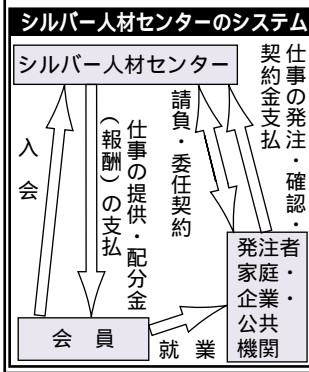 シルバー人材センターのシステム
シルバー人材センター
仕事の発注・確認・
契約金支払
請負・委任契約
仕事の提供・配分金
(報酬)の支払
入会
発注者
家庭・
企業・
公共
機関
会員
就業